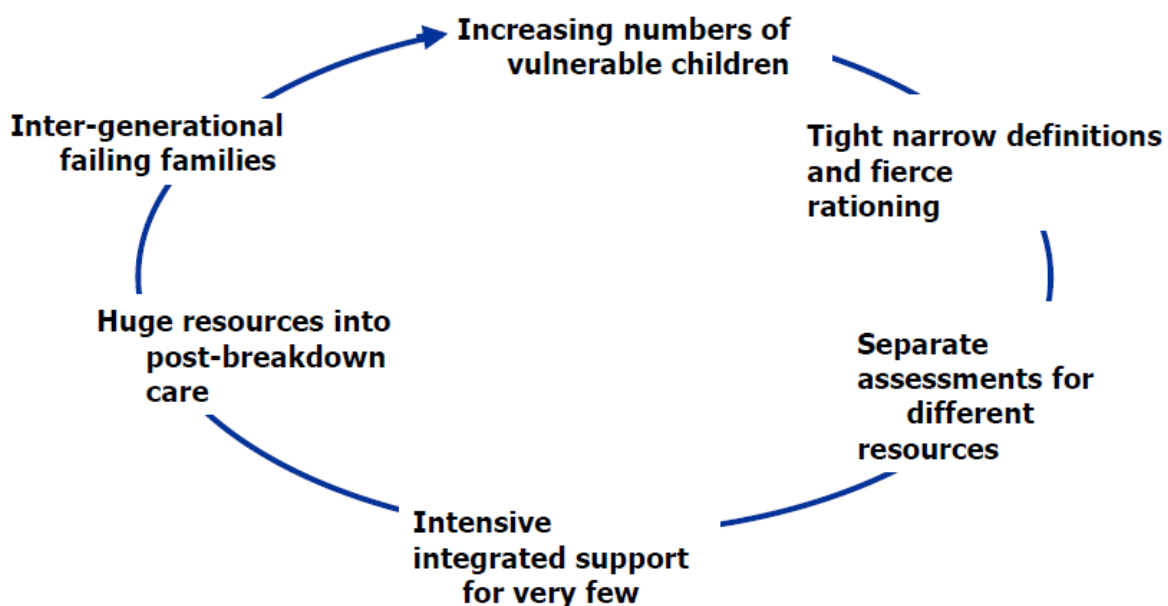 Increasing numbers of
vulnerable children
Tight narrow definitions
and fierce
rationing
Separate
assessments for
different
resources
Intensive
integrated support
for very few
Huge resources into
post-breakdown
care
Inter-generational
failing families